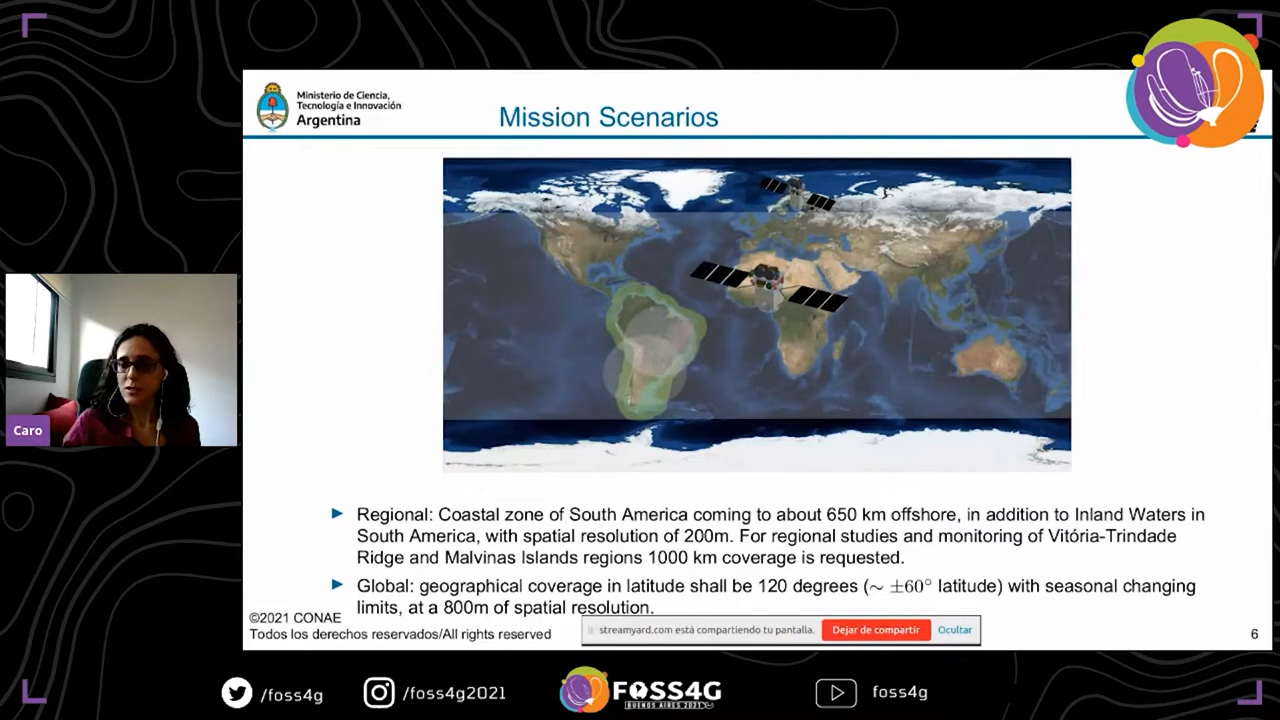 Ministerio de Ciencia,
Tecnología e Innovación
Argentina
Mission Scenarios
Caro
Regional: Coastal zone of South America coming to about 650 km offshore, in addition to Inland Waters in
South America, with spatial resolution of 200m. For regional studies and monitoring of Vitória-Trindade
Ridge and Malvinas Islands regions 1000 km coverage is requested.
Global: geographical coverage in latitude shall be 120 degrees (∼ ±60° latitude) with seasonal changing
limits, at a 800m of spatial resolution.
©2021 CONAE
Todos los derechos reservados/All rights reserved
streamyard.com está compartiendo tu pantalla.
Dejar de compartir
Ocultar
6
/foss4g
/foss4g2021
FOSS4G
BUENOS AIRES 2021
foss4g